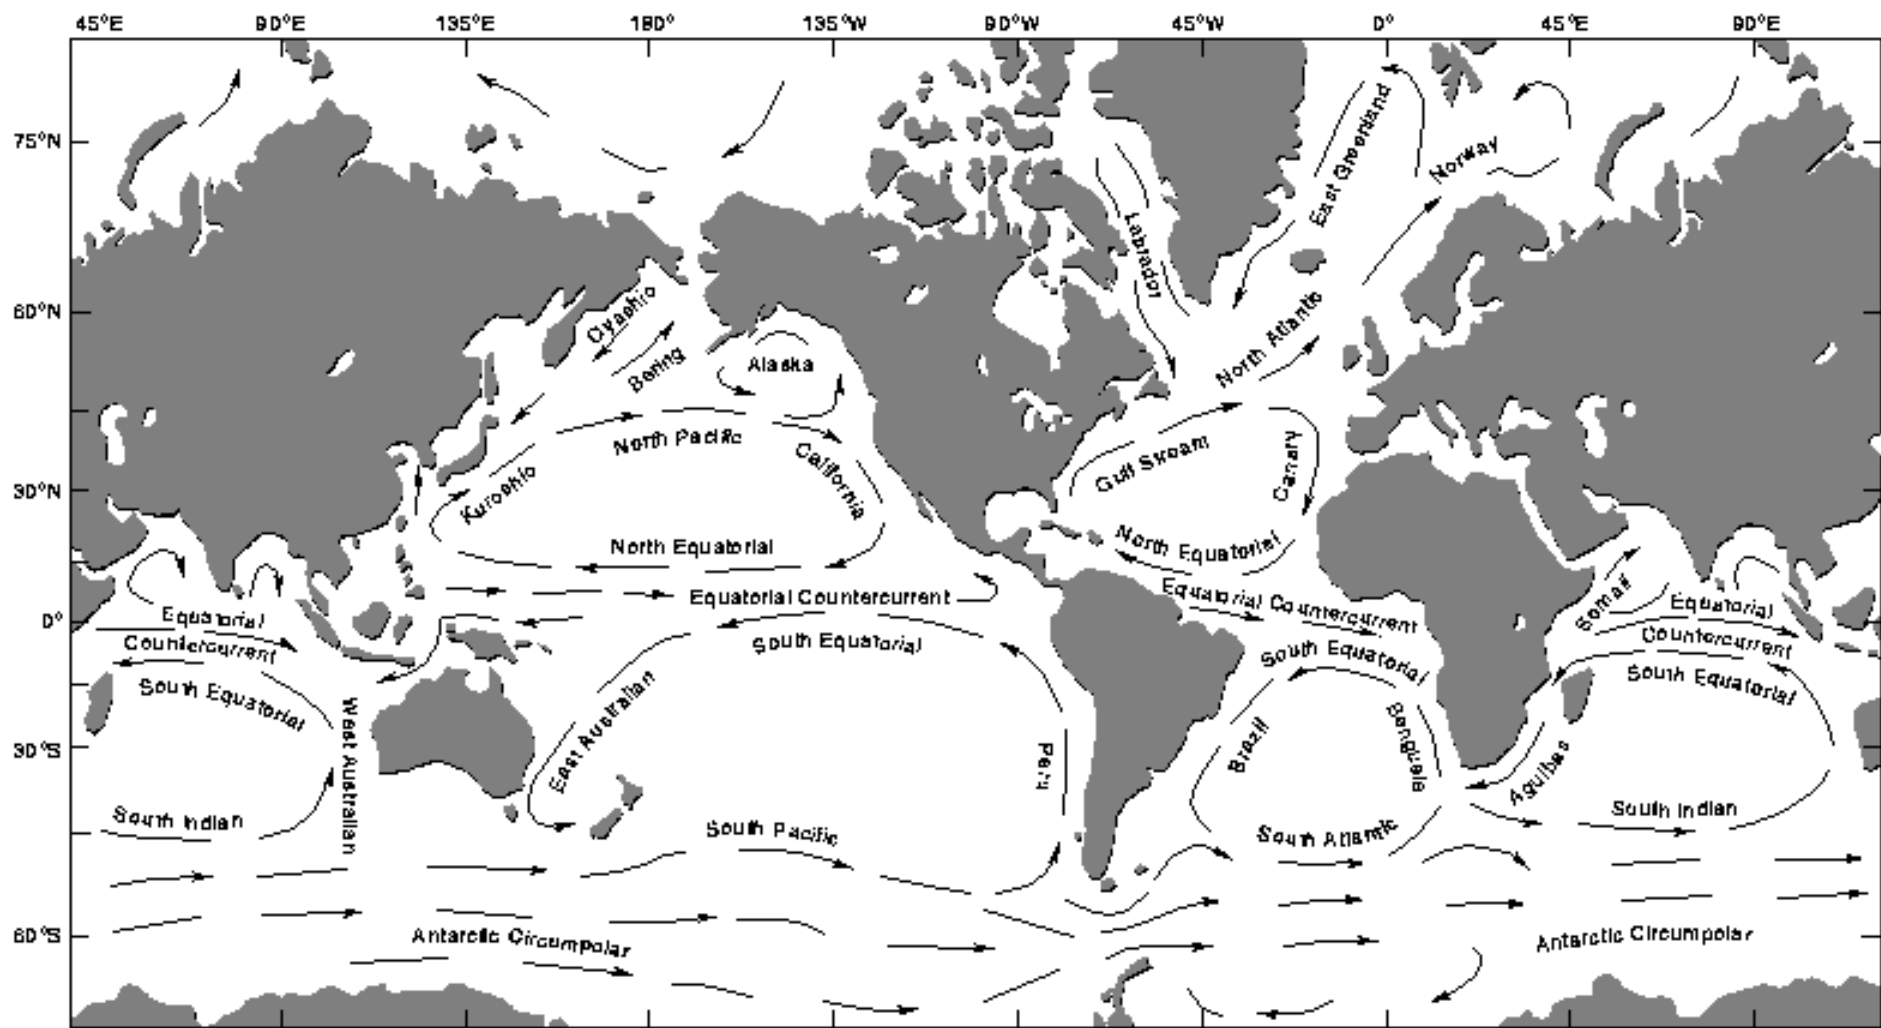 45°E 90°E 135°E 180° 135°W 90°W 45°W 0° 45°E 90°E
75°N
60°N
30°N
0°
30°S
60°S
East Greenland
Norway
Labrador
Oyashio
Bering
Alaska
North Atlantic
North Pacific
Kuroshio
California
Gulf Stream
Canary
North Equatorial
North Equatorial
Equatorial
Countercurrent
Equatorial Countercurrent
Equatorial Countercurrent
Somali
Equatorial
Countercurrent
South Equatorial
South Equatorial
South Equatorial
South Equatorial
West Australian
East Australian
Peru
Brazil
Benguela
Agulhas
South Indian
South Pacific
South Atlantic
South Indian
Antarctic Circumpolar
Antarctic Circumpolar